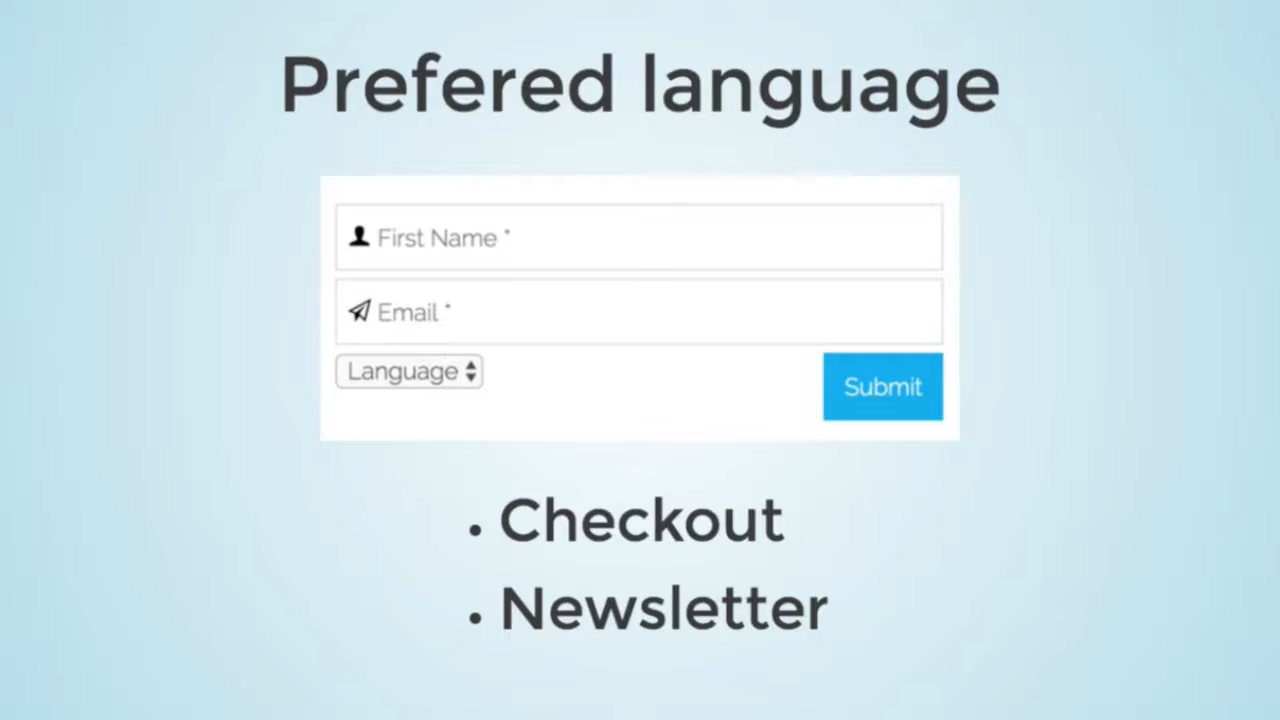 Prefered language
First Name *
Email *
Language
Submit
• Checkout
• Newsletter